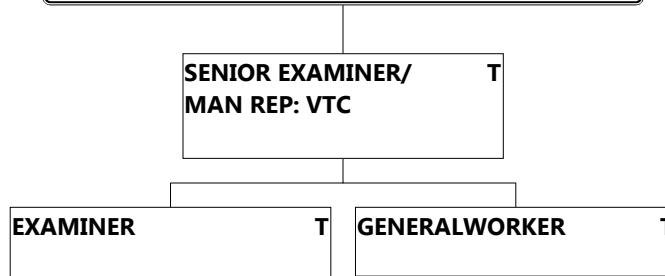 SENIOR EXAMINER/ T
MAN REP: VTC
EXAMINER T
GENERALWORKER T